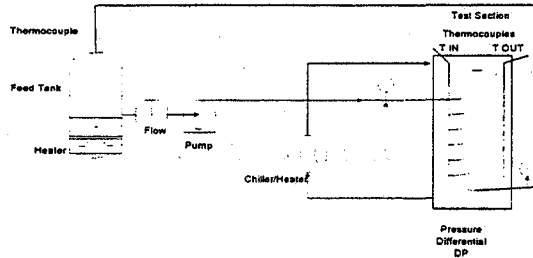 Test Section
Thermocouple
Thermocouples
T IN
T OUT
Feed Tank
Flow
Heater
Pump
Chiller/Heater
Pressure
Differential
DP